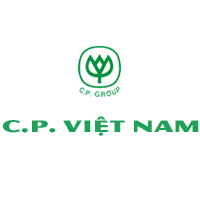 C.P. GROUP
C.P. VIỆT NAM